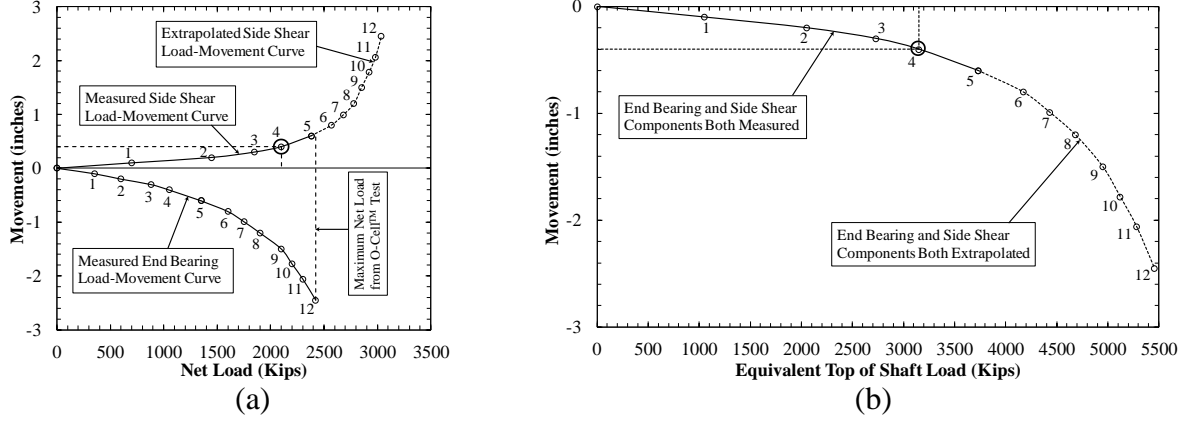 (a)
3
2
1
0
-1
-2
-3
Movement (inches)
Extrapolated Side Shear
Load-Movement Curve
Measured Side Shear
Load-Movement Curve
1
2
3
4
5
6
7
8
9
10
11
12
1
2
3
4
5
6
7
8
9
10
11
12
Measured End Bearing
Load-Movement Curve
Maximum Net Load
from O-Cell™ Test
0 500 1000 1500 2000 2500 3000 3500
Net Load (Kips)
(a)
(b)
0
-1
-2
-3
Movement (inches)
1
2
3
4
5
6
7
8
9
10
11
12
End Bearing and Side Shear
Components Both Measured
End Bearing and Side Shear
Components Both Extrapolated
0 500 1000 1500 2000 2500 3000 3500 4000 4500 5000 5500
Equivalent Top of Shaft Load (Kips)
(b)